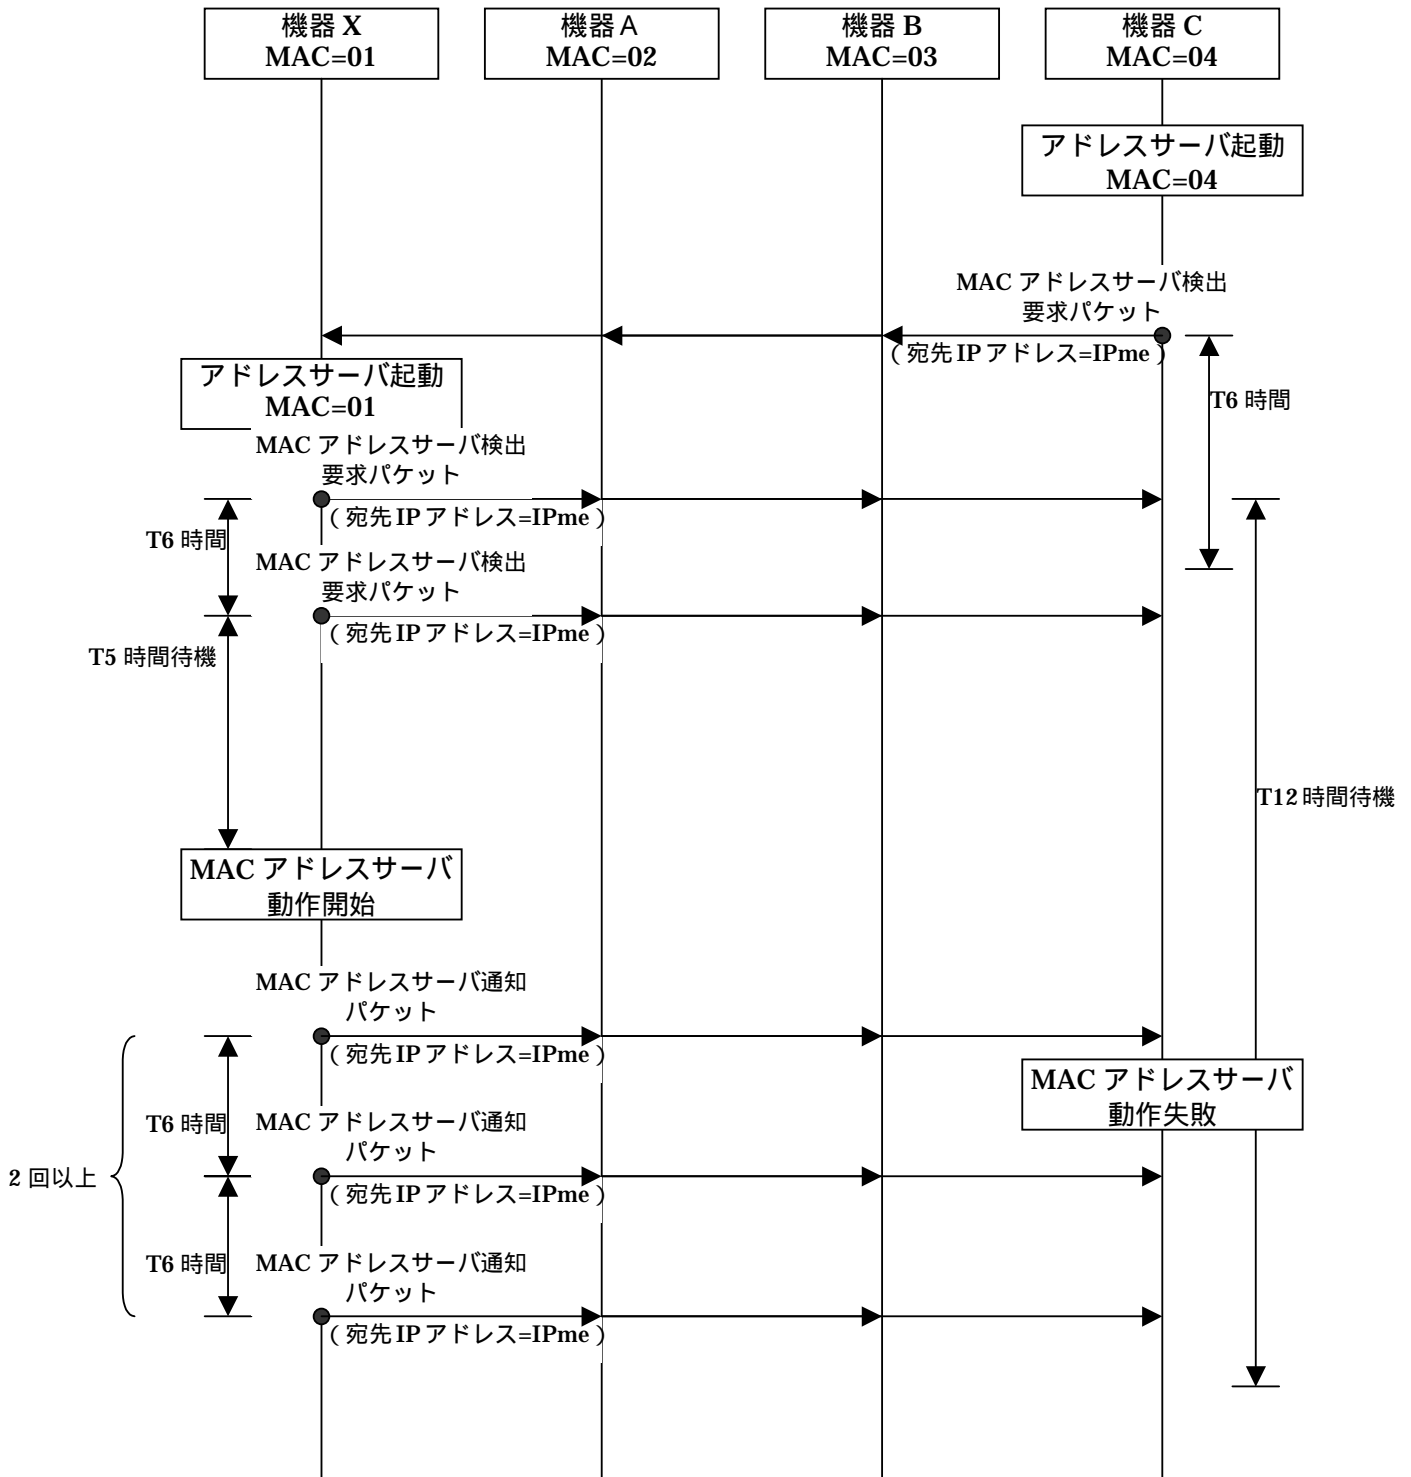 機器 X
MAC=01
機器 A
MAC=02
機器 B
MAC=03
機器 C
MAC=04
アドレスサーバ起動
MAC=04
MAC アドレスサーバ検出
要求パケット
（宛先 IP アドレス=IPme）
T6 時間
アドレスサーバ起動
MAC=01
MAC アドレスサーバ検出
要求パケット
（宛先 IP アドレス=IPme）
T6 時間
MAC アドレスサーバ検出
要求パケット
（宛先 IP アドレス=IPme）
T5 時間待機
T12 時間待機
MAC アドレスサーバ
動作開始
MAC アドレスサーバ通知
パケット
（宛先 IP アドレス=IPme）
MAC アドレスサーバ
動作失敗
T6 時間
MAC アドレスサーバ通知
パケット
2 回以上
（宛先 IP アドレス=IPme）
T6 時間
MAC アドレスサーバ通知
パケット
（宛先 IP アドレス=IPme）